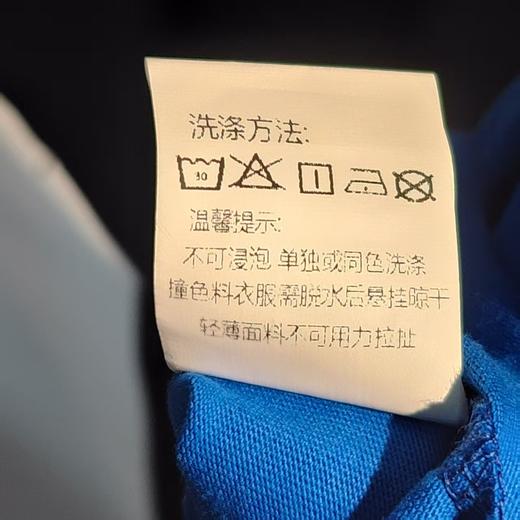 洗涤方法:
30
温馨提示:
不可浸泡 单独或同色洗涤
撞色料衣服需脱水后悬挂晾干
轻薄面料不可用力拉扯